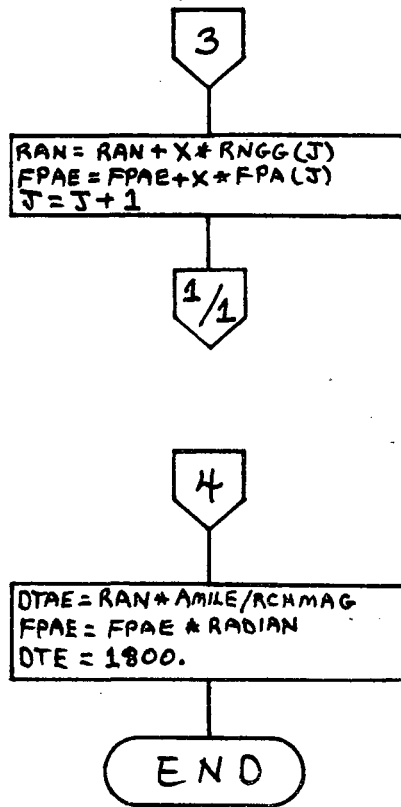 3
RAN = RAN + X * RNGG(J)
FPAE = FPAE + X * FPA(J)
J = J + 1
1/1
4
DTAE = RAN * AMILE/RCHMAG
FPAE = FPAE * RADIAN
DTE = 1800.
END